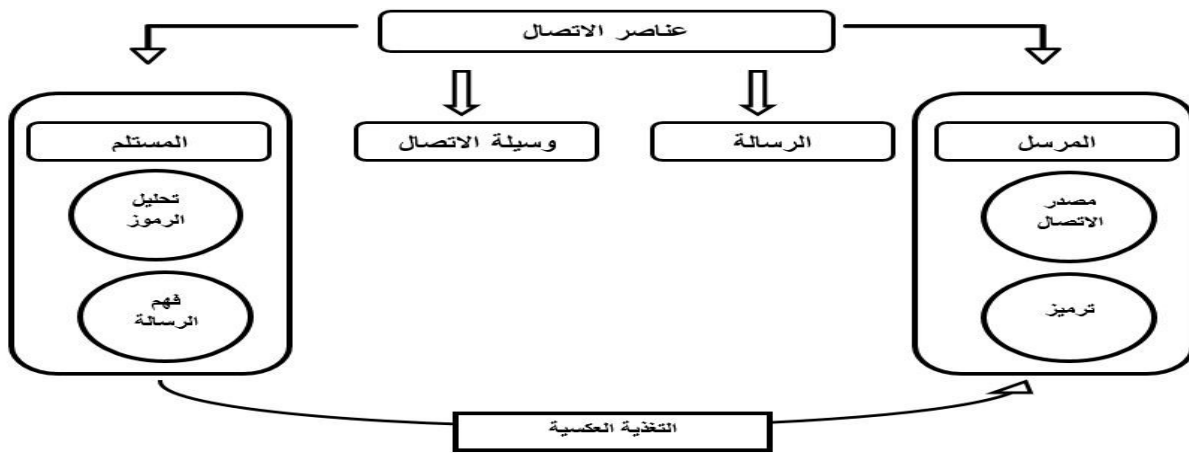 عناصر الاتصال
المرسل
الرسالة
وسيلة الاتصال
المستلم
مصدر
الاتصال
ترميز
تحليل
الرموز
فهم
الرسالة
التغذية العكسية